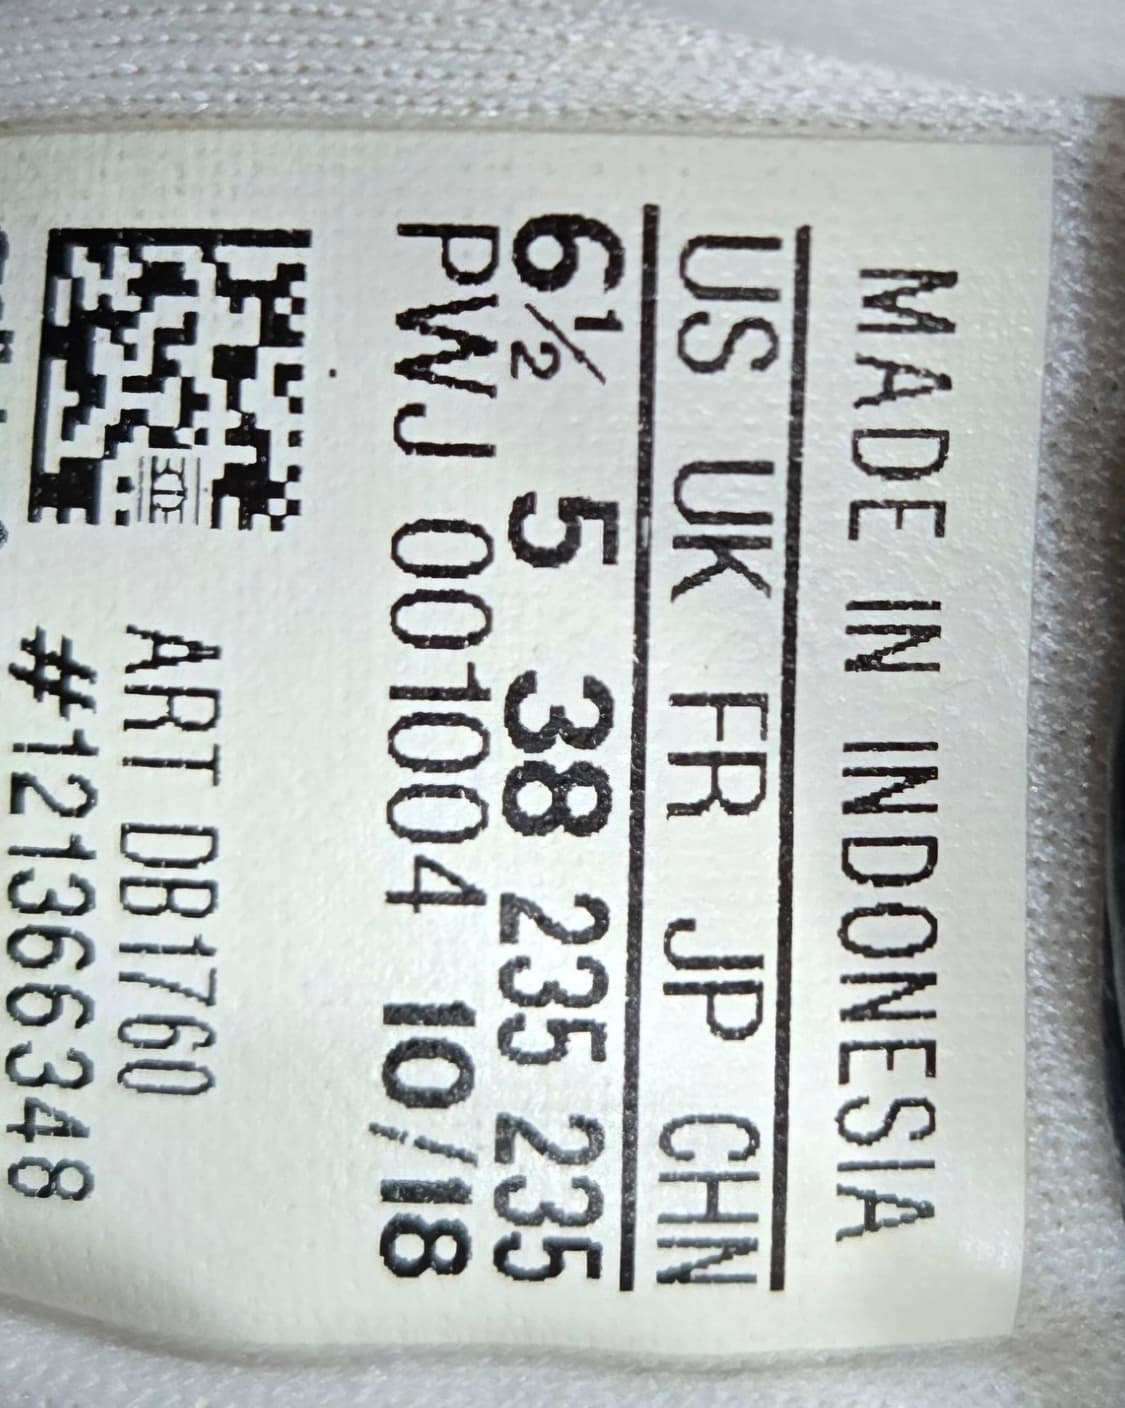 MADE IN INDONESIA
US UK FR JP CHN
6½ 5 38 235 235
PWJ 001004 10/18
ART DB1760
#121366348